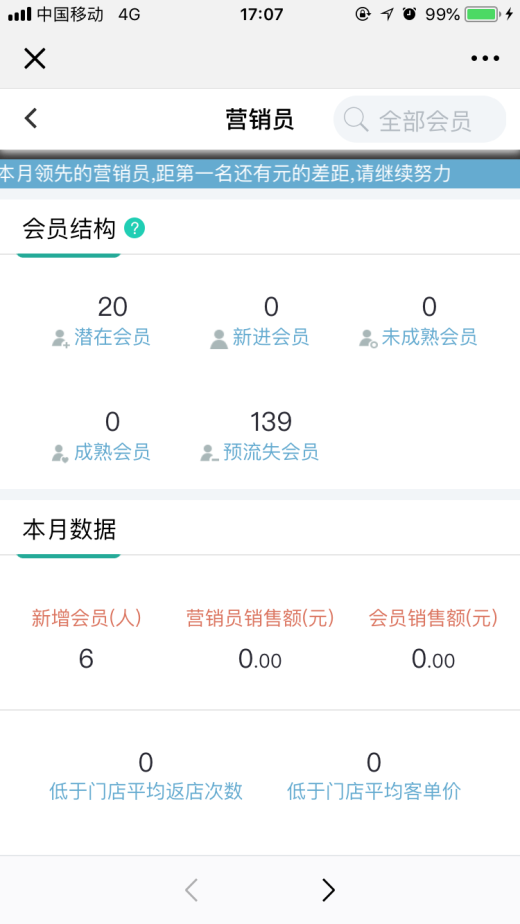 中国移动 4G 17:07 99%
营销员 全部会员
本月领先的营销员,距第一名还有元的差距,请继续努力
会员结构 ?
20 0 0
潜在会员 新进会员 未成熟会员
0 139
成熟会员 预流失会员
本月数据
新增会员(人) 营销员销售额(元) 会员销售额(元)
6 0.00 0.00
0 0
低于门店平均返店次数 低于门店平均客单价